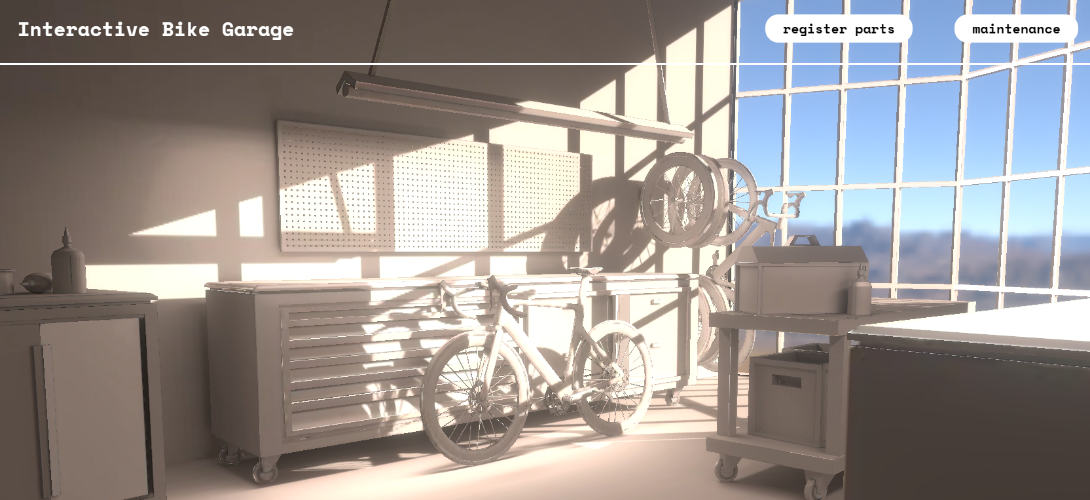 Interactive Bike Garage
register parts
maintenance